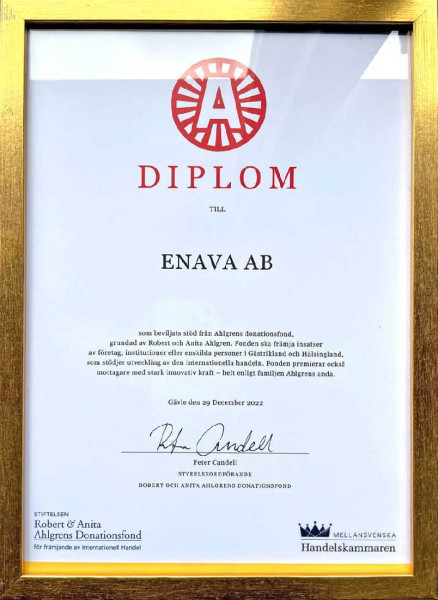 A
DIPLOM
TILL
ENAVA AB
som beviljats stöd från Ahlgrens donationsfond,
grundad av Robert och Anita Ahlgren. Fonden ska främja insatser
av företag, institutioner eller enskilda personer i Gästrikland och Hälsingland,
som stödjer utveckling av den internationella handeln. Fonden premierar också
mottagare med stark innovativ kraft – helt enligt familjen Ahlgrens anda.
Gävle den 29 December 2022
Peter Candell
Peter Candell
STYRELSEORDFÖRANDE
ROBERT OCH ANITA AHLGRENS DONATIONSFOND
STIFTELSEN
Robert & Anita
Ahlgrens Donationsfond
för främjande av Internationell Handel
MELLANSVENSKA
Handelskammaren